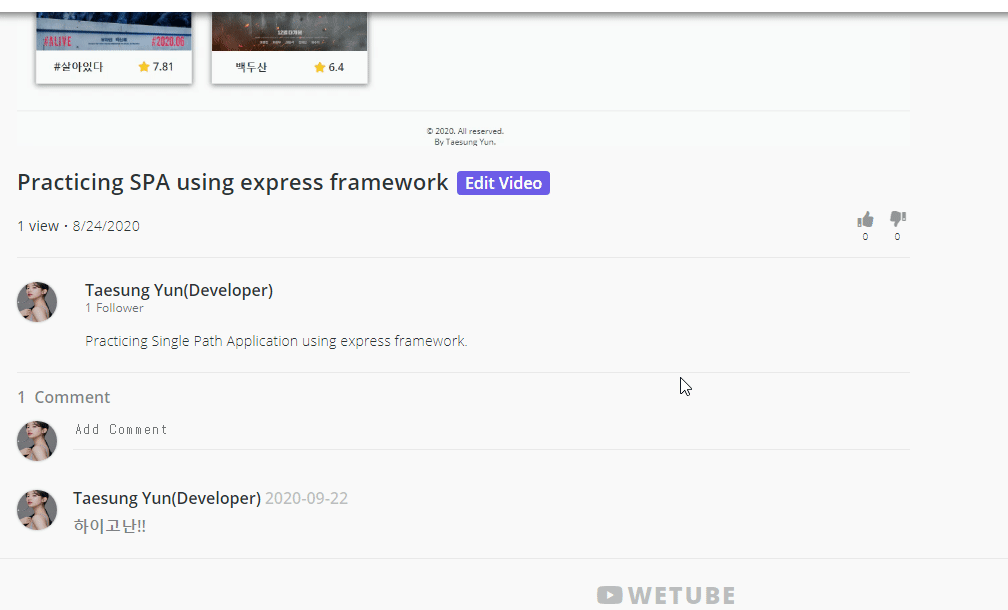 #ALIVE
#2020.06
#살아있다
7.81
백두산
6.4
© 2020. All reserved.
By Taesung Yun.
Practicing SPA using express framework
Edit Video
1 view · 8/24/2020
0
0
Taesung Yun(Developer)
1 Follower
Practicing Single Path Application using express framework.
1 Comment
Add Comment
Taesung Yun(Developer) 2020-09-22
하이고난!!
WETUBE